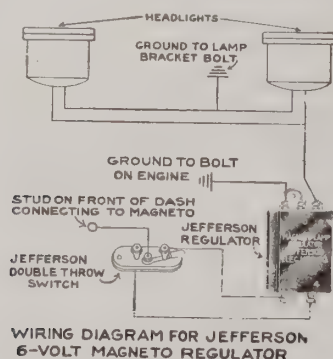 HEADLIGHTS
GROUND TO LAMP
BRACKET BOLT
GROUND TO BOLT
ON ENGINE
STUD ON FRONT OF DASH
CONNECTING TO MAGNETO
JEFFERSON
REGULATOR
JEFFERSON
DOUBLE THROW
SWITCH
WIRING DIAGRAM FOR JEFFERSON
6-VOLT MAGNETO REGULATOR